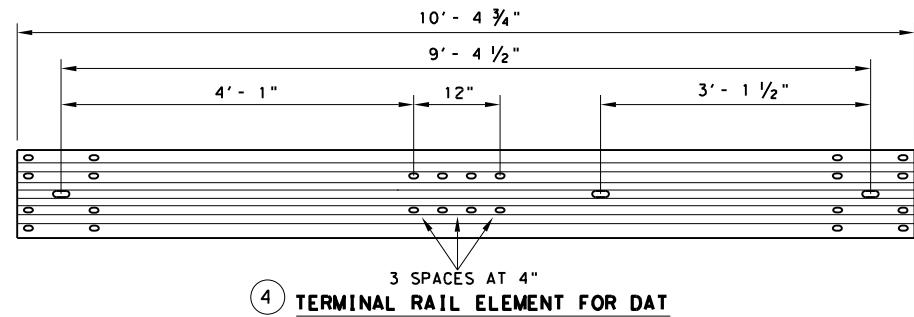 10' - 4 ¾"
9' - 4 ½"
4' - 1"
12"
3' - 1 ½"
3 SPACES AT 4"
4 TERMINAL RAIL ELEMENT FOR DAT